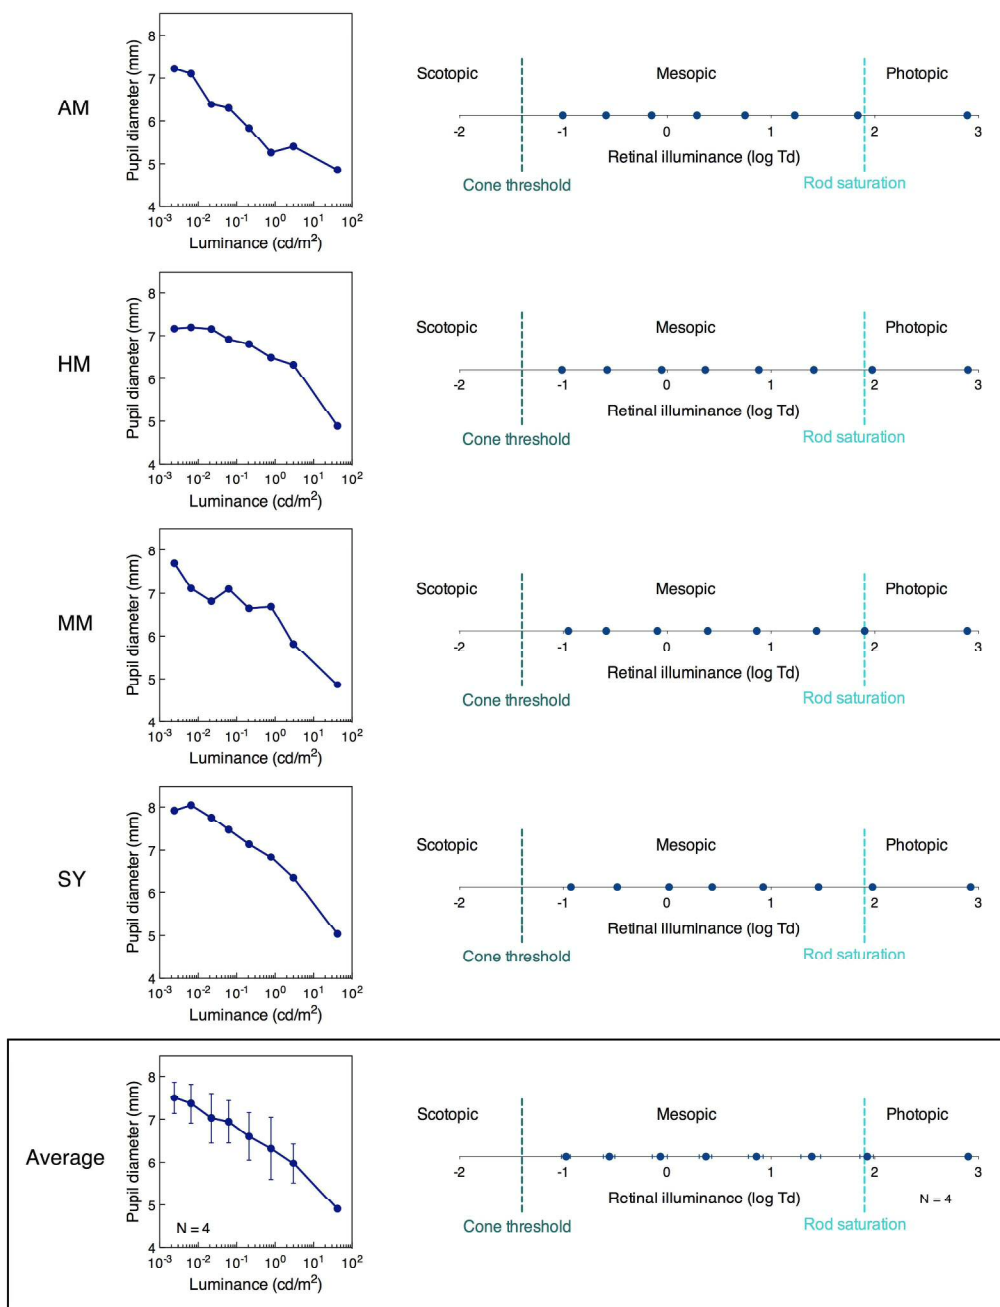 AM
Pupil diameter (mm)
8
7
6
5
4
10-3 10-2 10-1 100 101 102
Luminance (cd/m2)
Scotopic Mesopic Photopic
-2 -1 0 1 2 3
Retinal illuminance (log Td)
Cone threshold Rod saturation
HM
Pupil diameter (mm)
8
7
6
5
4
10-3 10-2 10-1 100 101 102
Luminance (cd/m2)
Scotopic Mesopic Photopic
-2 -1 0 1 2 3
Retinal illuminance (log Td)
Cone threshold Rod saturation
MM
Pupil diameter (mm)
8
7
6
5
4
10-3 10-2 10-1 100 101 102
Luminance (cd/m2)
Scotopic Mesopic Photopic
-2 -1 0 1 2 3
Retinal illuminance (log Td)
Cone threshold Rod saturation
SY
Pupil diameter (mm)
8
7
6
5
4
10-3 10-2 10-1 100 101 102
Luminance (cd/m2)
Scotopic Mesopic Photopic
-2 -1 0 1 2 3
Retinal illuminance (log Td)
Cone threshold Rod saturation
Average
Pupil diameter (mm)
8
7
6
5
4
N = 4
10-3 10-2 10-1 100 101 102
Luminance (cd/m2)
Scotopic Mesopic Photopic
-2 -1 0 1 2 3
Retinal illuminance (log Td) N = 4
Cone threshold Rod saturation